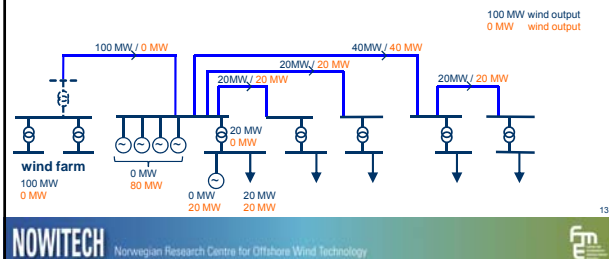 100 MW wind output
0 MW wind output
100 MW / 0 MW
40MW / 40 MW
20MW / 20 MW
20MW / 20 MW
20MW / 20 MW
20 MW
0 MW
wind farm
100 MW
0 MW
0 MW
80 MW
0 MW
20 MW
20 MW
20 MW
13
NOWITECH Norwegian Research Centre for Offshore Wind Technology